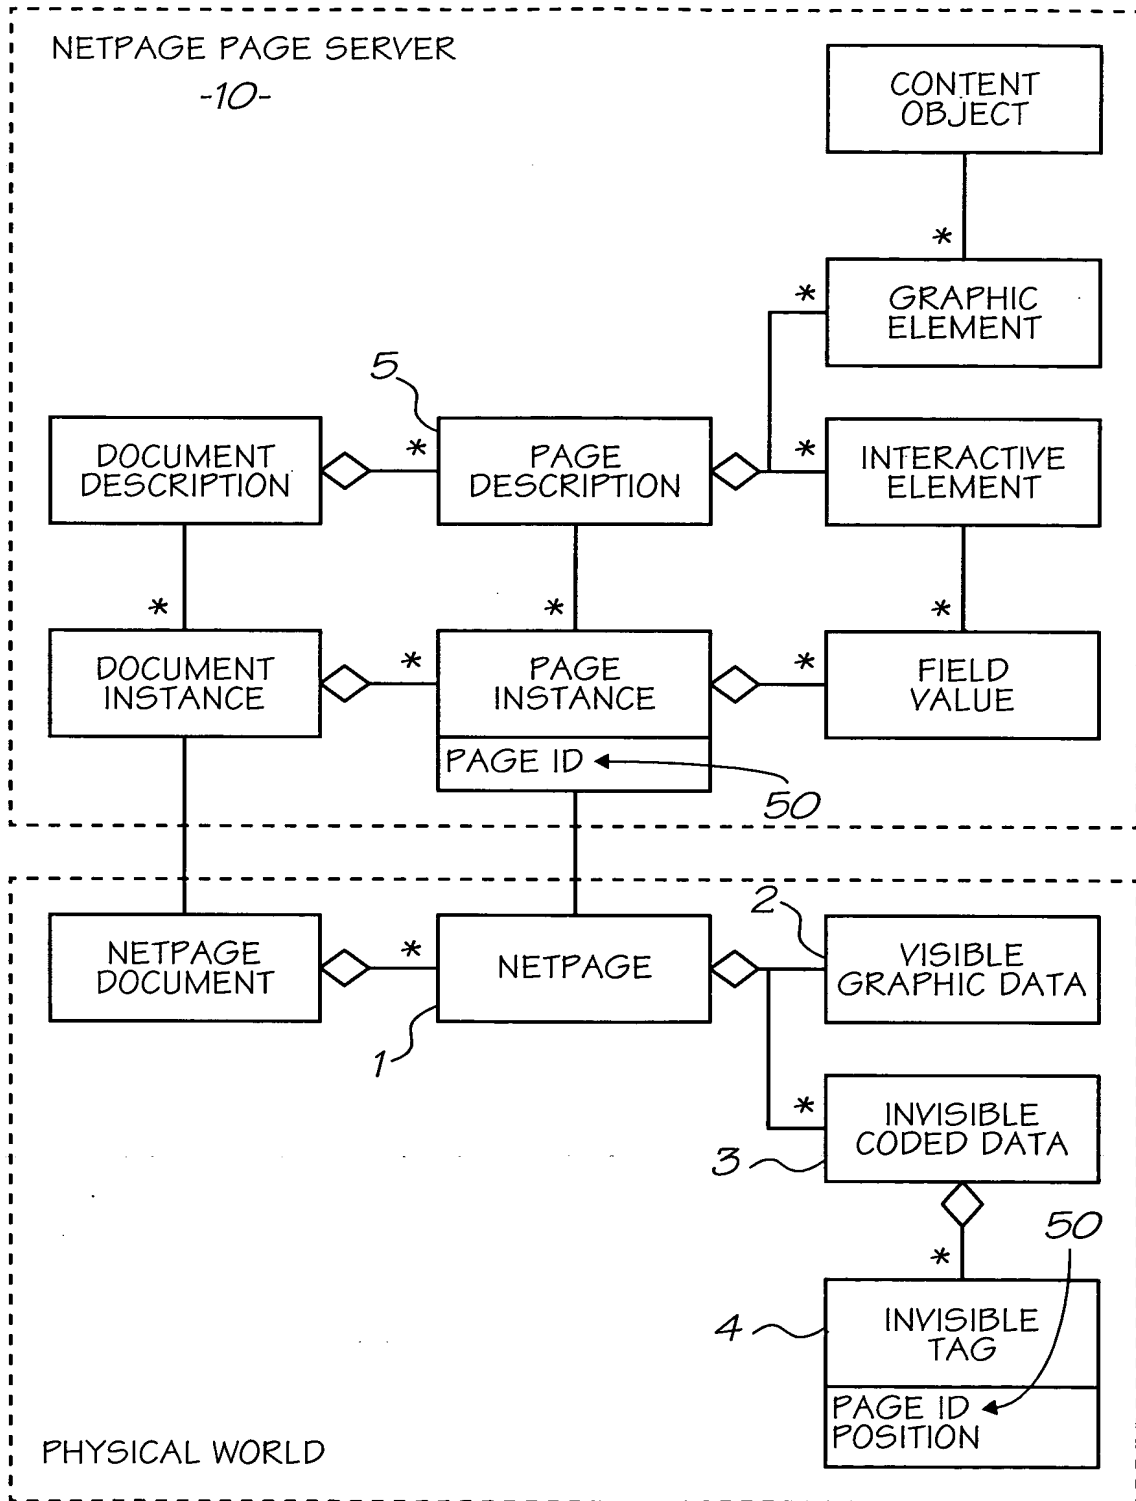 NETPAGE PAGE SERVER
-10-
CONTENT
OBJECT
*
GRAPHIC
ELEMENT
*
5
DOCUMENT
DESCRIPTION
*
PAGE
DESCRIPTION
*
INTERACTIVE
ELEMENT
*
*
*
DOCUMENT
INSTANCE
*
PAGE
INSTANCE
*
FIELD
VALUE
PAGE ID
50
2
NETPAGE
DOCUMENT
*
NETPAGE
VISIBLE
GRAPHIC DATA
1
*
INVISIBLE
CODED DATA
3
50
*
4
INVISIBLE
TAG
PAGE ID
POSITION
PHYSICAL WORLD